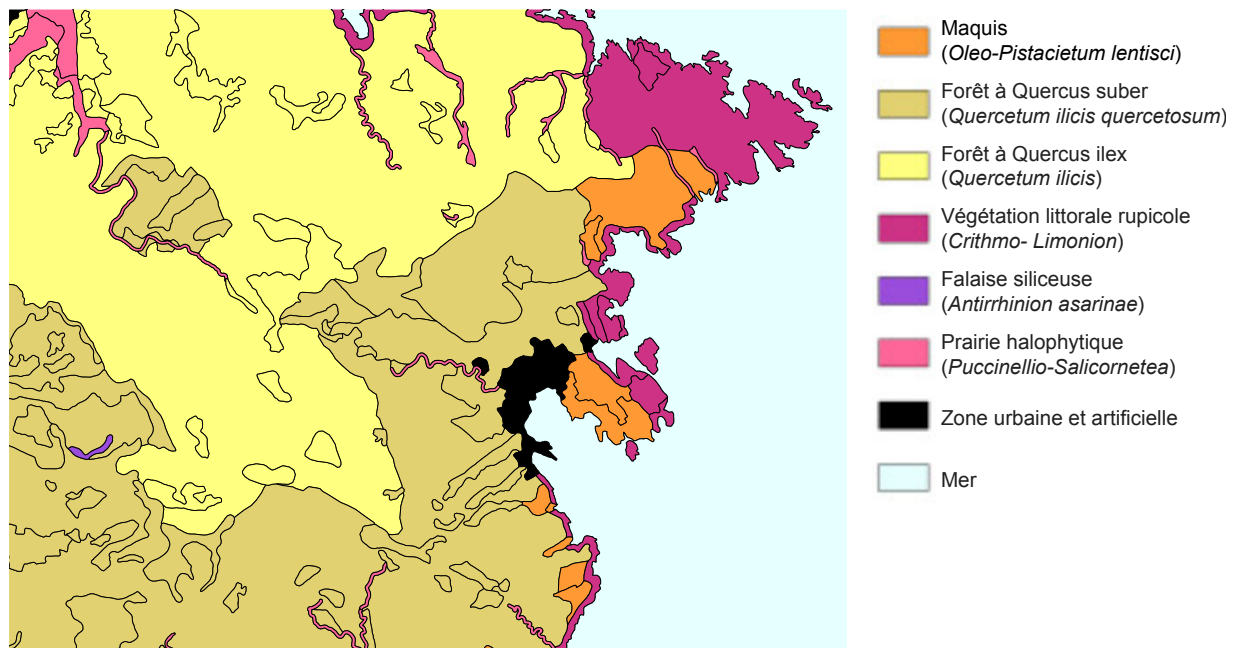 Maquis
(Oleo-Pistacietum lentisci)
Forêt à Quercus suber
(Quercetum ilicis quercetosum)
Forêt à Quercus ilex
(Quercetum ilicis)
Végétation littorale rupicole
(Crithmo- Limonion)
Falaise siliceuse
(Antirrhinion asarinae)
Prairie halophytique
(Puccinellio-Salicornetea)
Zone urbaine et artificielle
Mer